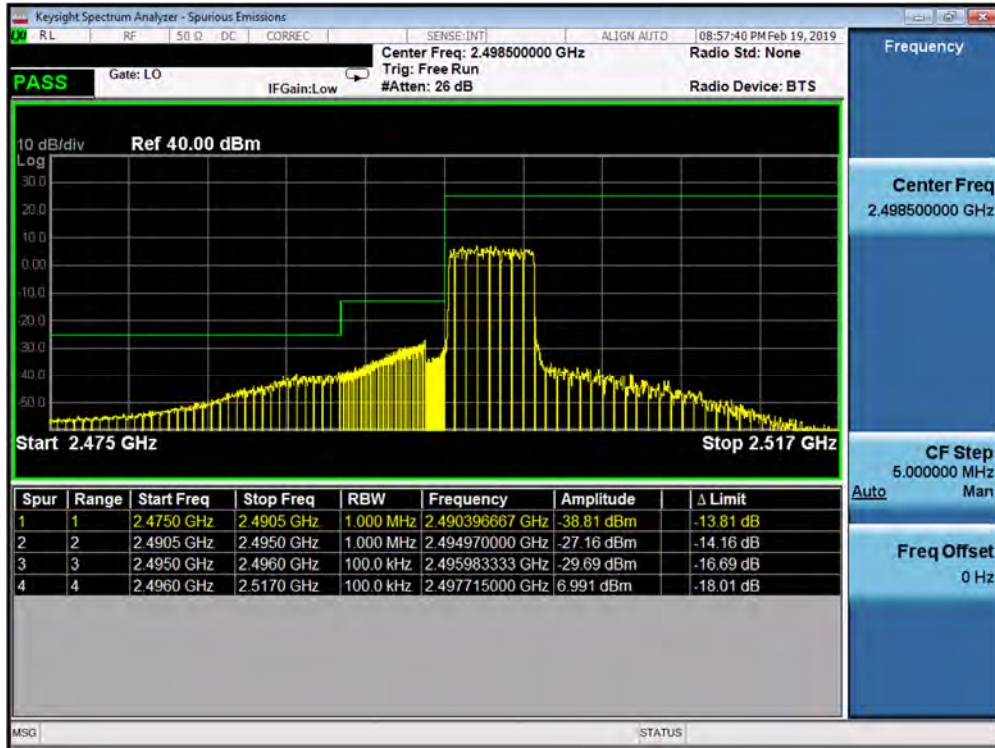 Keysight Spectrum Analyzer - Spurious Emissions
RL RF 50 Ω DC CORREC SENSE:INT ALIGN AUTO 08:57:40 PM Feb 19, 2019
Center Freq: 2.498500000 GHz Radio Std: None
Gate: LO Trig: Free Run
PASS IFGain:Low #Atten: 26 dB Radio Device: BTS
10 dB/div Ref 40.00 dBm
Log
30.0
20.0
10.0
0.00
-10.0
-20.0
-30.0
-40.0
-50.0
Start 2.475 GHz Stop 2.517 GHz
Spur Range Start Freq Stop Freq RBW Frequency Amplitude Δ Limit
1 1 2.4750 GHz 2.4905 GHz 1.000 MHz 2.490396667 GHz -38.81 dBm -13.81 dB
2 2 2.4905 GHz 2.4950 GHz 1.000 MHz 2.494970000 GHz -27.16 dBm -14.16 dB
3 3 2.4950 GHz 2.4960 GHz 100.0 kHz 2.495983333 GHz -29.69 dBm -16.69 dB
4 4 2.4960 GHz 2.5170 GHz 100.0 kHz 2.497715000 GHz 6.991 dBm -18.01 dB
MSG STATUS
Frequency
Center Freq
2.498500000 GHz
CF Step
5.000000 MHz
Auto Man
Freq Offset
0 Hz